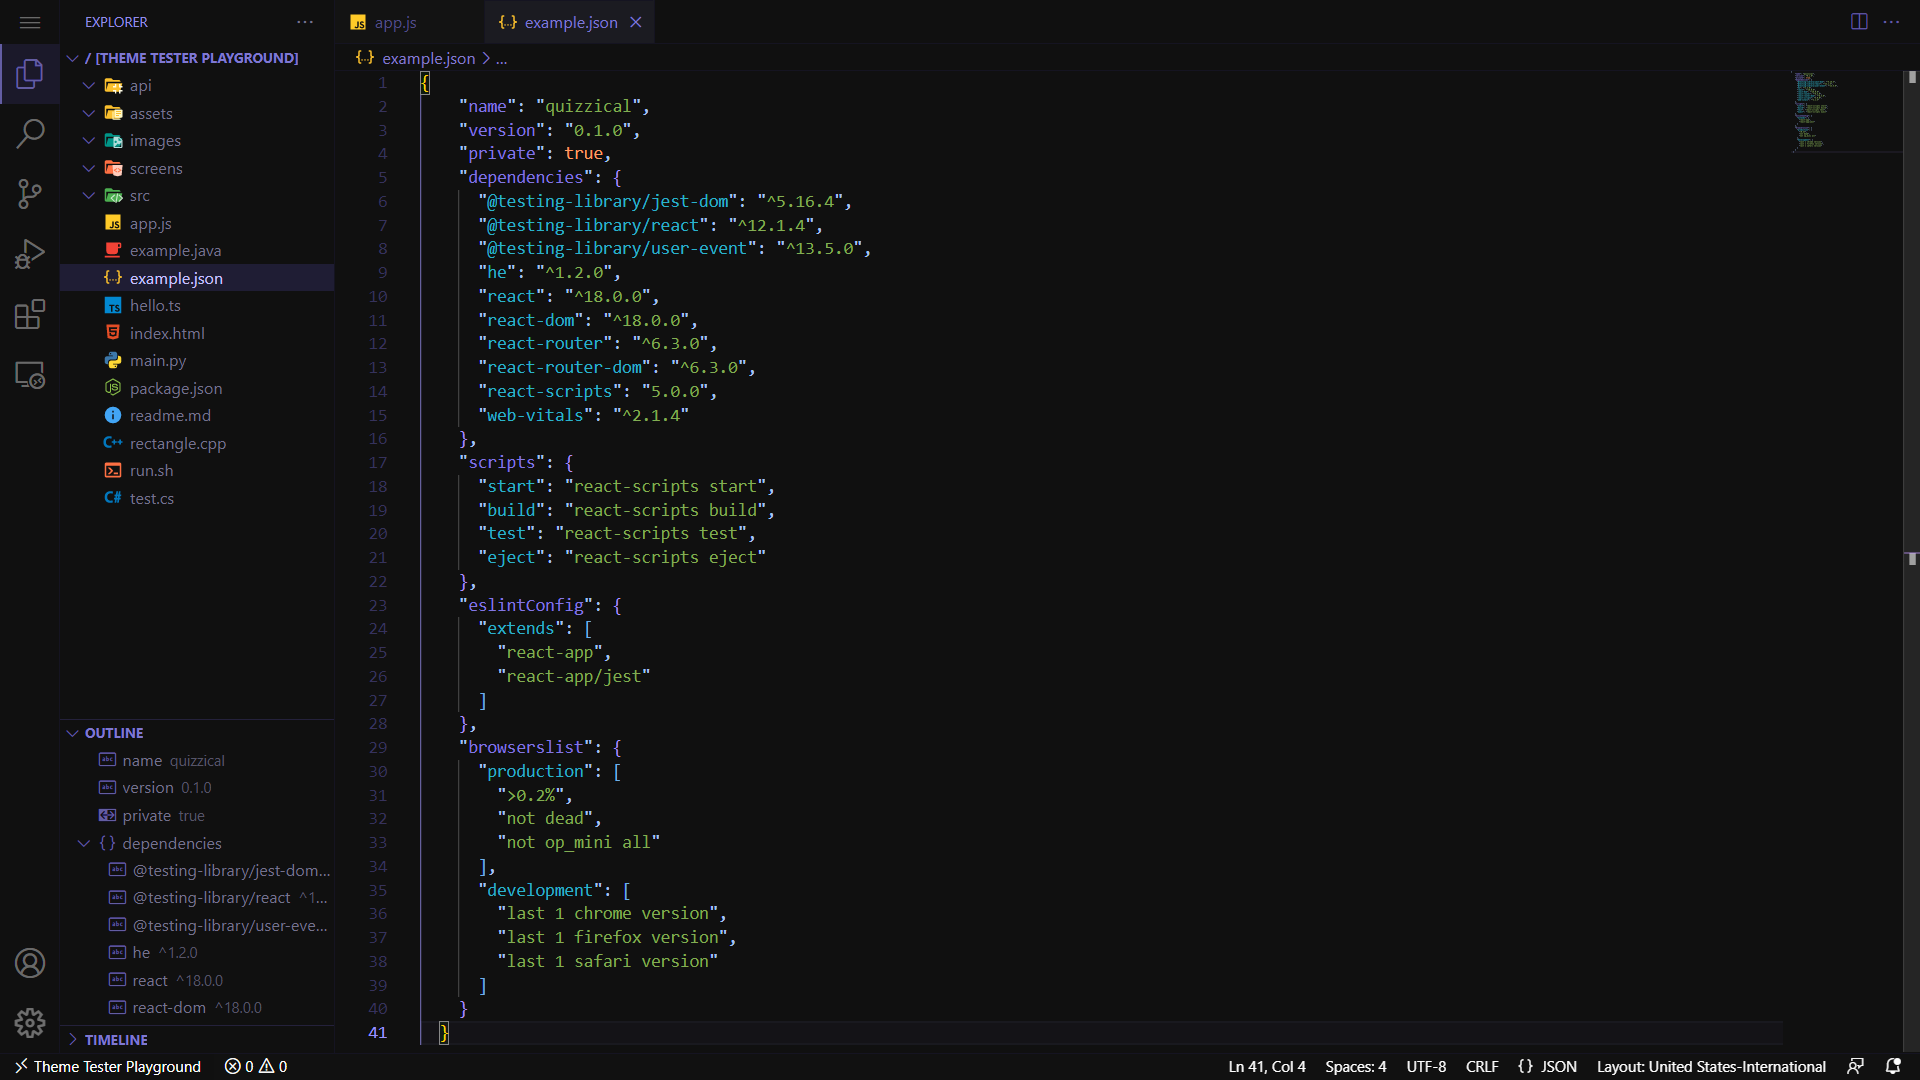 EXPLORER
/ [THEME TESTER PLAYGROUND]
api
assets
images
screens
src
app.js
example.java
example.json
hello.ts
index.html
main.py
package.json
readme.md
rectangle.cpp
run.sh
test.cs
OUTLINE
name quizzical
version 0.1.0
private true
dependencies
@testing-library/jest-dom...
@testing-library/react ^1...
@testing-library/user-eve...
he ^1.2.0
react ^18.0.0
react-dom ^18.0.0
TIMELINE
app.js
example.json
example.json > ...
1 {
2 "name": "quizzical",
3 "version": "0.1.0",
4 "private": true,
5 "dependencies": {
6 "@testing-library/jest-dom": "^5.16.4",
7 "@testing-library/react": "^12.1.4",
8 "@testing-library/user-event": "^13.5.0",
9 "he": "^1.2.0",
10 "react": "^18.0.0",
11 "react-dom": "^18.0.0",
12 "react-router": "^6.3.0",
13 "react-router-dom": "^6.3.0",
14 "react-scripts": "5.0.0",
15 "web-vitals": "^2.1.4"
16 },
17 "scripts": {
18 "start": "react-scripts start",
19 "build": "react-scripts build",
20 "test": "react-scripts test",
21 "eject": "react-scripts eject"
22 },
23 "eslintConfig": {
24 "extends": [
25 "react-app",
26 "react-app/jest"
27 ]
28 },
29 "browserslist": {
30 "production": [
31 ">0.2%",
32 "not dead",
33 "not op_mini all"
34 ],
35 "development": [
36 "last 1 chrome version",
37 "last 1 firefox version",
38 "last 1 safari version"
39 ]
40 }
41 }
Theme Tester Playground 0 0
Ln 41, Col 4 Spaces: 4 UTF-8 CRLF {} JSON Layout: United States-International